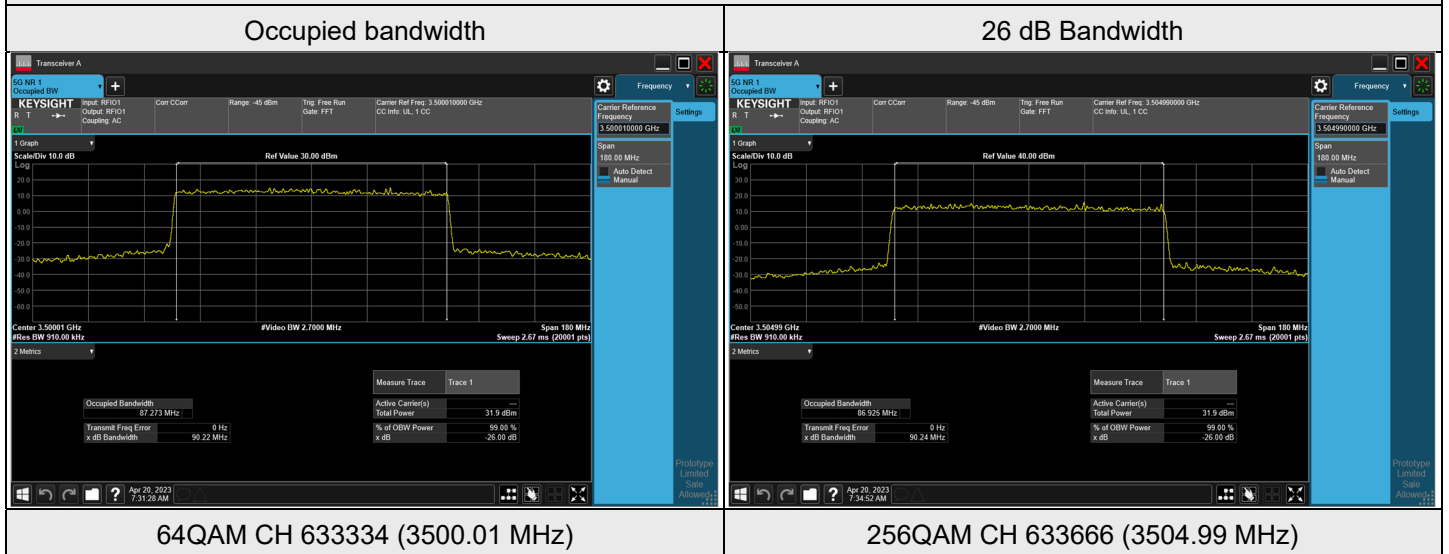 Occupied bandwidth
26 dB Bandwidth
Transceiver A
5G NR 1
Occupied BW
+
Frequency
KEYSIGHT
R T
LXI
Input: RFIO1
Output: RFIO1
Coupling: AC
Corr CCorr
Range: -45 dBm
Trig: Free Run
Gate: FFT
Carrier Ref Freq: 3.500010000 GHz
CC Info: UL, 1 CC
Carrier Reference
Frequency
3.500010000 GHz
Settings
Span
180.00 MHz
Auto Detect
Manual
1 Graph
Scale/Div 10.0 dB
Ref Value 30.00 dBm
Log
20.0
10.0
0.00
-10.0
-20.0
-30.0
-40.0
-50.0
-60.0
Center 3.50001 GHz
#Video BW 2.7000 MHz
Span 180 MHz
#Res BW 910.00 kHz
Sweep 2.67 ms (20001 pts)
2 Metrics
Measure Trace Trace 1
Occupied Bandwidth
87.273 MHz
Active Carrier(s) ---
Total Power 31.9 dBm
Transmit Freq Error 0 Hz
x dB Bandwidth 90.22 MHz
% of OBW Power 99.00 %
x dB -26.00 dB
?
Apr 20, 2023
7:31:28 AM
Transceiver A
5G NR 1
Occupied BW
+
Frequency
KEYSIGHT
R T
LXI
Input: RFIO1
Output: RFIO1
Coupling: AC
Corr CCorr
Range: -45 dBm
Trig: Free Run
Gate: FFT
Carrier Ref Freq: 3.504990000 GHz
CC Info: UL, 1 CC
Carrier Reference
Frequency
3.504990000 GHz
Settings
Span
180.00 MHz
Auto Detect
Manual
1 Graph
Scale/Div 10.0 dB
Ref Value 40.00 dBm
Log
30.0
20.0
10.0
0.00
-10.0
-20.0
-30.0
-40.0
-50.0
Center 3.50499 GHz
#Video BW 2.7000 MHz
Span 180 MHz
#Res BW 910.00 kHz
Sweep 2.67 ms (20001 pts)
2 Metrics
Measure Trace Trace 1
Occupied Bandwidth
86.925 MHz
Active Carrier(s) ---
Total Power 31.9 dBm
Transmit Freq Error 0 Hz
x dB Bandwidth 90.24 MHz
% of OBW Power 99.00 %
x dB -26.00 dB
?
Apr 20, 2023
7:34:52 AM
Prototype
Limited
Sale
Allowed
Prototype
Limited
Sale
Allowed
64QAM CH 633334 (3500.01 MHz)
256QAM CH 633666 (3504.99 MHz)